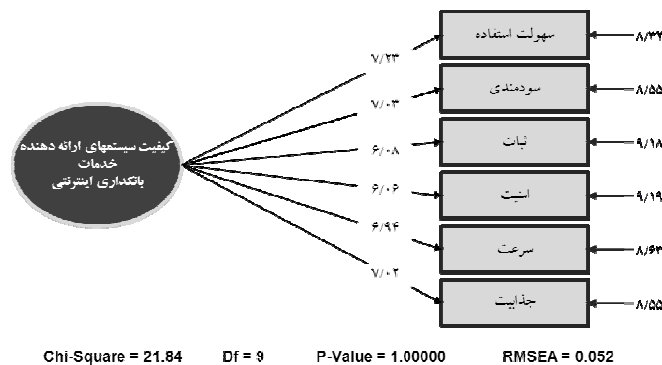 سهولت استفاده
۸/۳۲
۷/۲۳
سودمندی
۸/۵۵
۷/۰۳
ثبات
۹/۱۸
۶/۰۸
کیفیت سیستمهای ارائه دهنده
خدمات
بانکداری اینترنتی
امنیت
۹/۱۹
۶/۰۶
سرعت
۸/۶۳
۶/۹۴
جذابیت
۸/۵۵
۷/۰۲
Chi-Square = 21.84 Df = 9 P-Value = 1.00000 RMSEA = 0.052